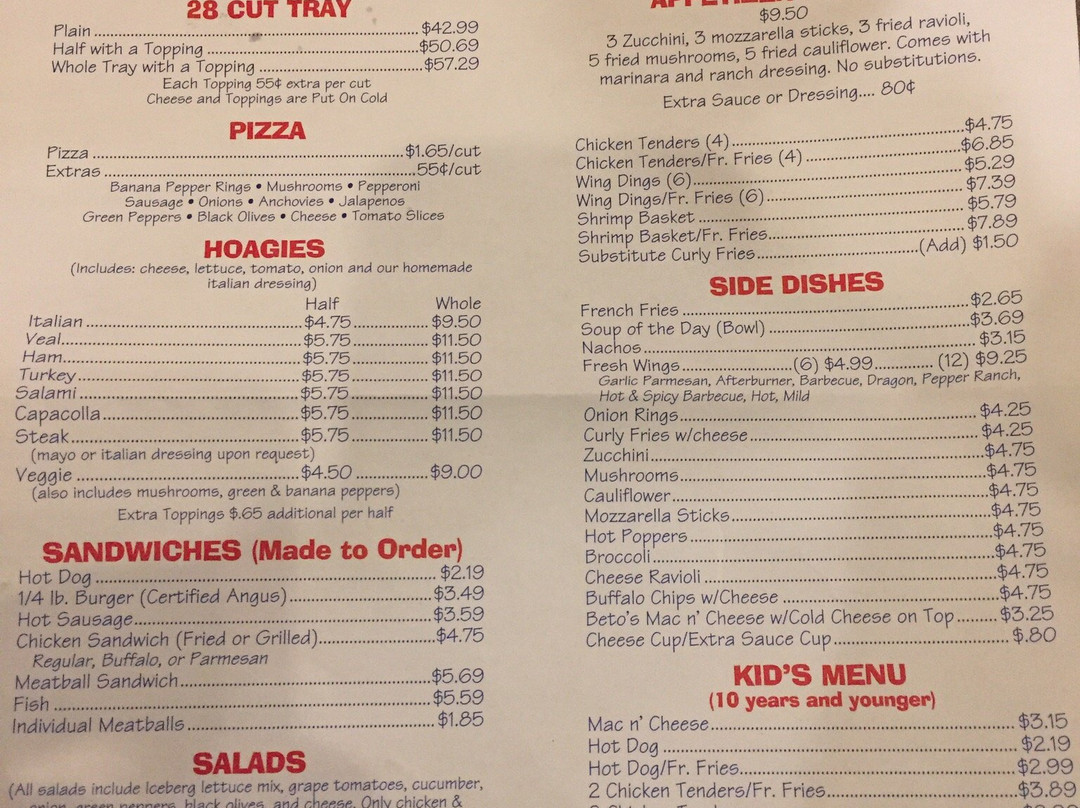 28 CUT TRAY
Plain $42.99
Half with a Topping $50.69
Whole Tray with a Topping $57.29
Each Topping 55¢ extra per cut
Cheese and Toppings are Put On Cold
PIZZA
Pizza $1.65/cut
Extras 55¢/cut
Banana Pepper Rings • Mushrooms • Pepperoni
Sausage • Onions • Anchovies • Jalapenos
Green Peppers • Black Olives • Cheese • Tomato Slices
HOAGIES
(Includes: cheese, lettuce, tomato, onion and our homemade
italian dressing)
Half Whole
Italian $4.75 $9.50
Veal $5.75 $11.50
Ham $5.75 $11.50
Turkey $5.75 $11.50
Salami $5.75 $11.50
Capacolla $5.75 $11.50
Steak $5.75 $11.50
(mayo or italian dressing upon request)
Veggie $4.50 $9.00
(also includes mushrooms, green & banana peppers)
Extra Toppings $.65 additional per half
SANDWICHES (Made to Order)
Hot Dog $2.19
1/4 lb. Burger (Certified Angus) $3.49
Hot Sausage $3.59
Chicken Sandwich (Fried or Grilled) $4.75
Regular, Buffalo, or Parmesan
Meatball Sandwich $5.69
Fish $5.59
Individual Meatballs $1.85
SALADS
(All salads include Iceberg lettuce mix, grape tomatoes, cucumber,
onion, green peppers, black olives, and cheese. Only chicken &
$9.50
3 Zucchini, 3 mozzarella sticks, 3 fried ravioli,
5 fried mushrooms, 5 fried cauliflower. Comes with
marinara and ranch dressing. No substitutions.
Extra Sauce or Dressing.... 80¢
Chicken Tenders (4) $4.75
Chicken Tenders/Fr. Fries (4) $6.85
Wing Dings (6) $5.29
Wing Dings/Fr. Fries (6) $7.39
Shrimp Basket $5.79
Shrimp Basket/Fr. Fries $7.89
Substitute Curly Fries (Add) $1.50
SIDE DISHES
French Fries $2.65
Soup of the Day (Bowl) $3.69
Nachos $3.15
Fresh Wings (6) $4.99 (12) $9.25
Garlic Parmesan, Afterburner, Barbecue, Dragon, Pepper Ranch,
Hot & Spicy Barbecue, Hot, Mild
Onion Rings $4.25
Curly Fries w/cheese $4.25
Zucchini $4.75
Mushrooms $4.75
Cauliflower $4.75
Mozzarella Sticks $4.75
Hot Poppers $4.75
Broccoli $4.75
Cheese Ravioli $4.75
Buffalo Chips w/Cheese $4.75
Beto's Mac n' Cheese w/Cold Cheese on Top $3.25
Cheese Cup/Extra Sauce Cup $.80
KID'S MENU
(10 years and younger)
Mac n' Cheese $3.15
Hot Dog $2.19
Hot Dog/Fr. Fries $2.99
2 Chicken Tenders/Fr. Fries $3.89